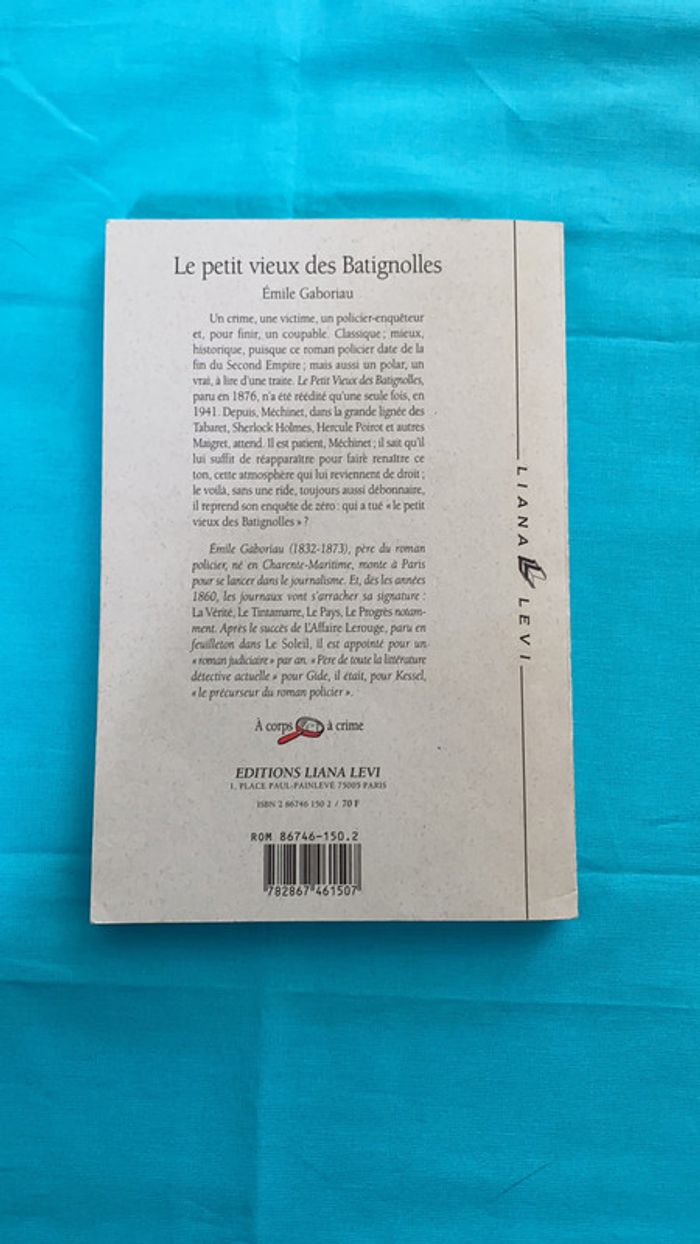 Le petit vieux des Batignolles
Émile Gaboriau
Un crime, une victime, un policier-enquêteur
et, pour finir, un coupable. Classique ; mieux,
historique, puisque ce roman policier date de la
fin du Second Empire ; mais aussi un polar, un
vrai, à lire d'une traite. Le Petit Vieux des Batignolles,
paru en 1876, n'a été réédité qu'une seule fois, en
1941. Depuis, Méchinet, dans la grande lignée des
Tabaret, Sherlock Holmes, Hercule Poirot et autres
Maigret, attend. Il est patient, Méchinet ; il sait qu'il
lui suffit de réapparaître pour faire renaître ce
ton, cette atmosphère qui lui reviennent de droit ;
le voilà, sans une ride, toujours aussi débonnaire,
il reprend son enquête de zéro : qui a tué « le petit
vieux des Batignolles » ?
Émile Gaboriau (1832-1873), père du roman
policier, né en Charente-Maritime, monte à Paris
pour se lancer dans le journalisme. Et, dès les années
1860, les journaux vont s'arracher sa signature :
La Vérité, Le Tintamarre, Le Pays, Le Progrès notam-
ment. Après le succès de L'Affaire Lerouge, paru en
feuilleton dans Le Soleil, il est appointé pour un
« roman judiciaire » par an. « Père de toute la littérature
détective actuelle » pour Gide, il était, pour Kessel,
« le précurseur du roman policier ».
À corps à crime
EDITIONS LIANA LEVI
1, PLACE PAUL-PAINLEVÉ 75005 PARIS
ISBN 2 86746 150 2 / 70 F
ROM 86746-150.2
782867 461507
LIANA LEVI